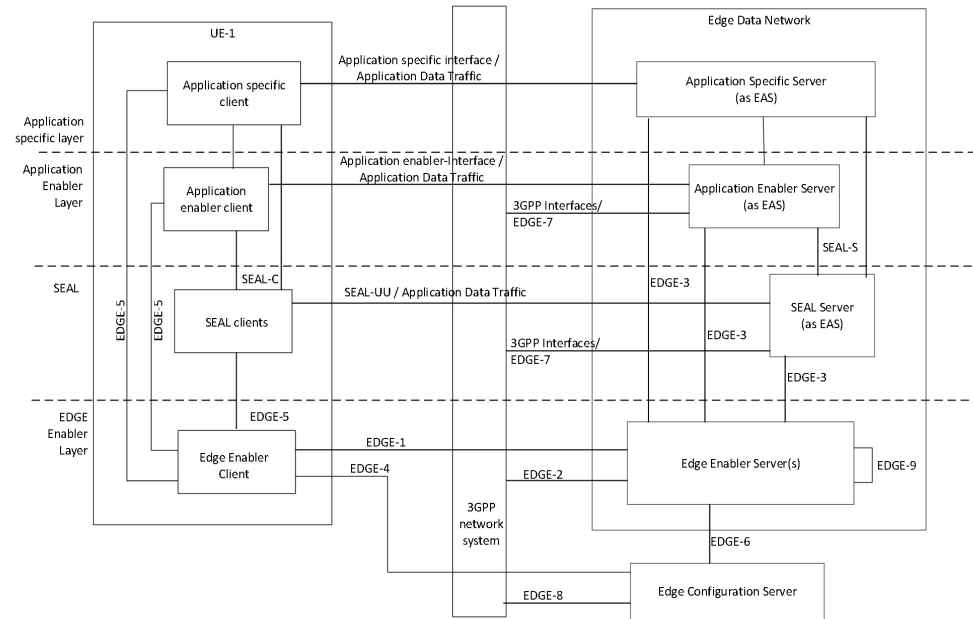 UE-1
Edge Data Network
Application specific interface /
Application Data Traffic
Application specific
client
Application Specific Server
(as EAS)
Application
specific layer
Application
Enabler
Layer
Application enabler-Interface /
Application Data Traffic
Application
enabler client
Application Enabler Server
(as EAS)
3GPP Interfaces/
EDGE-7
SEAL-S
SEAL-C
EDGE-3
SEAL
SEAL-UU / Application Data Traffic
EDGE-5
EDGE-5
SEAL clients
SEAL Server
(as EAS)
EDGE-3
3GPP Interfaces/
EDGE-7
EDGE-3
EDGE
Enabler
Layer
EDGE-5
EDGE-1
Edge Enabler
Client
EDGE-4
EDGE-2
Edge Enabler Server(s)
EDGE-9
3GPP
network
system
EDGE-6
EDGE-8
Edge Configuration Server